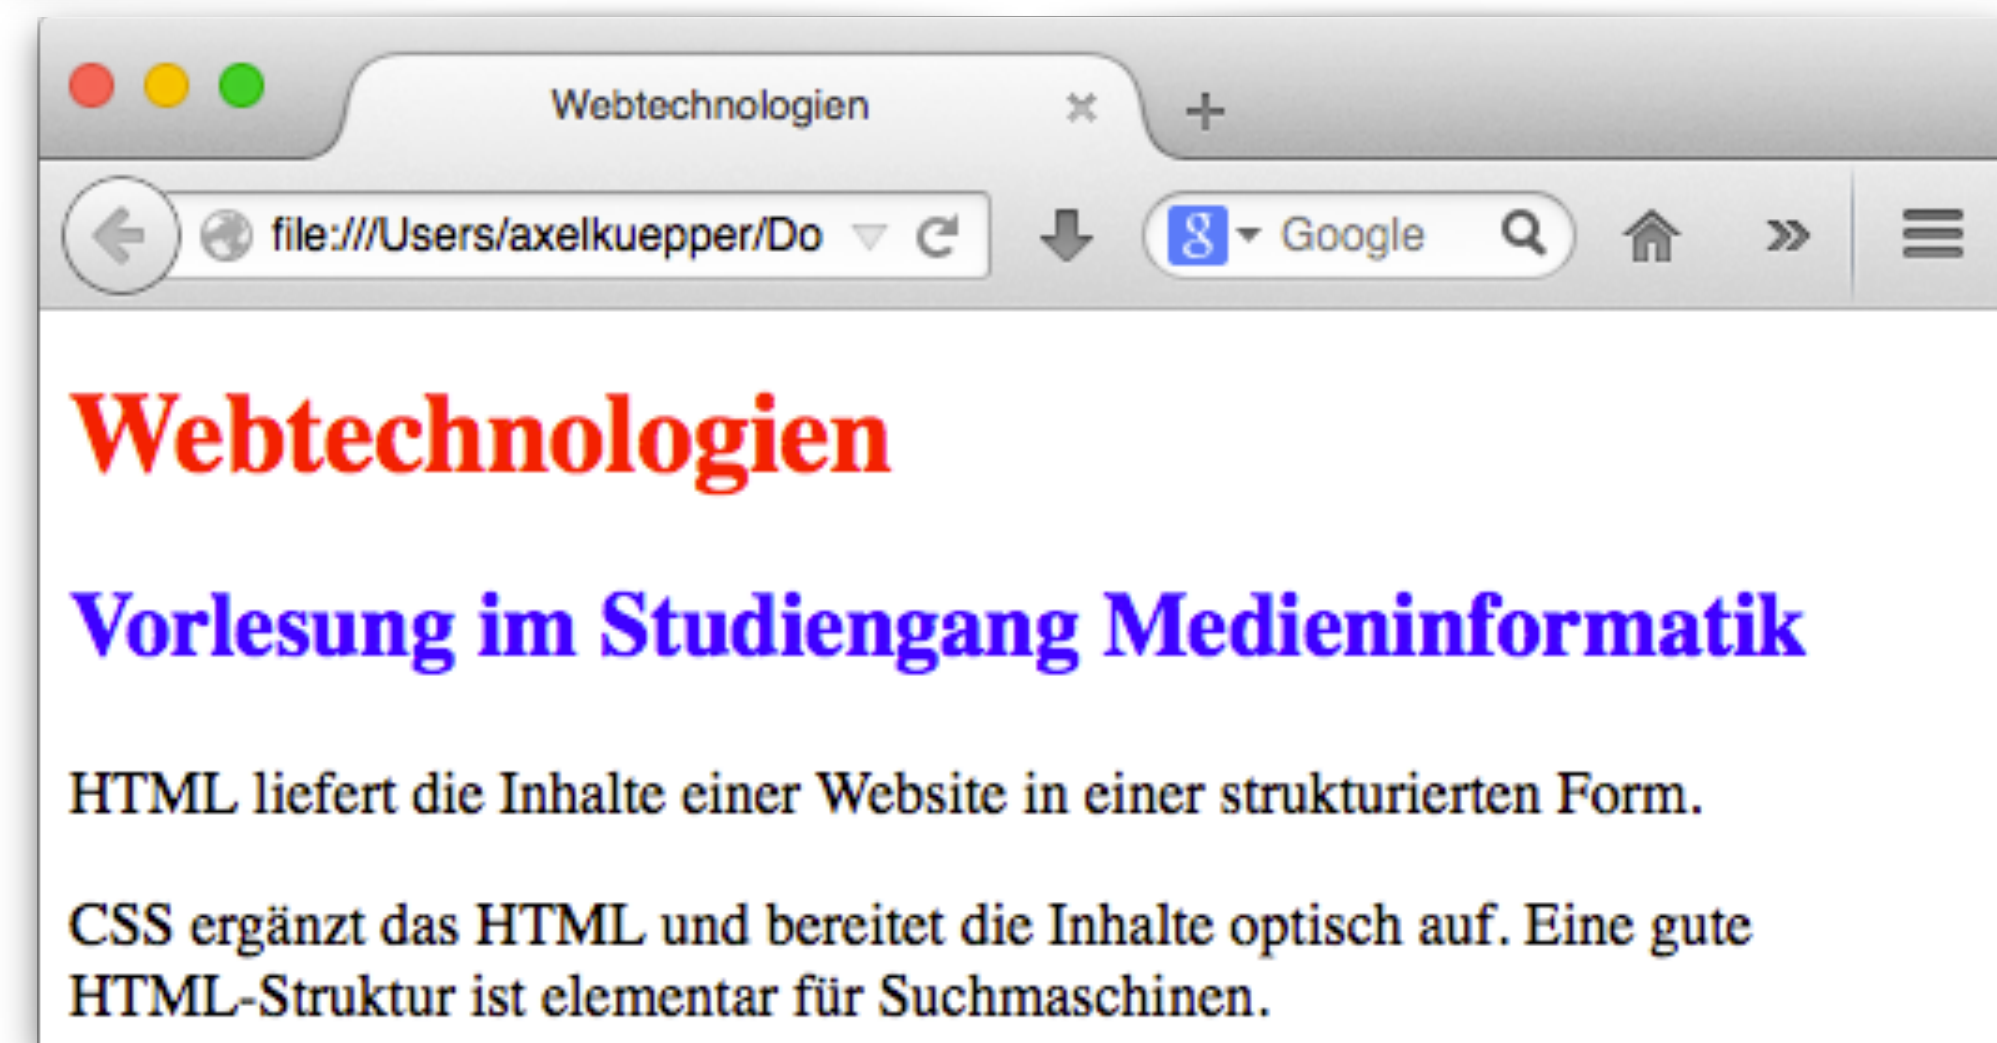 Webtechnologien
file:///Users/axelkuepper/Do
8 Google
Webtechnologien
Vorlesung im Studiengang Medieninformatik
HTML liefert die Inhalte einer Website in einer strukturierten Form.
CSS ergänzt das HTML und bereitet die Inhalte optisch auf. Eine gute
HTML-Struktur ist elementar für Suchmaschinen.